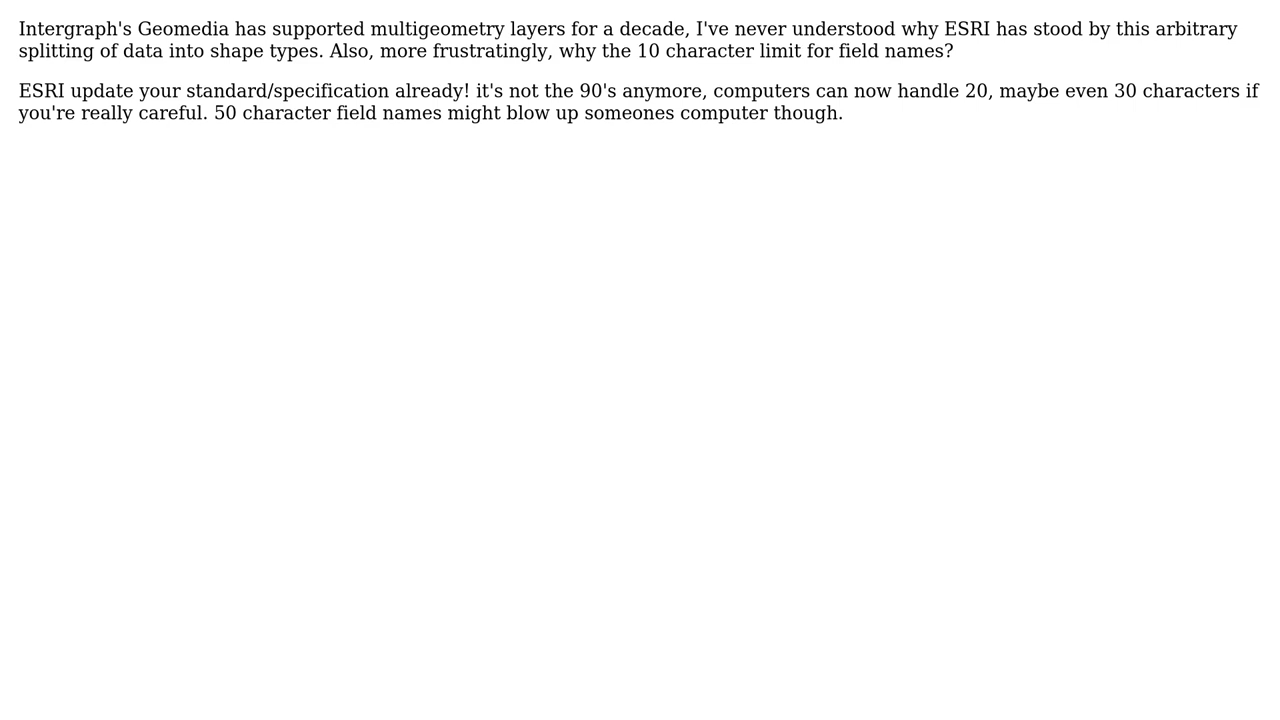 Intergraph's Geomedia has supported multigeometry layers for a decade, I've never understood why ESRI has stood by this arbitrary
splitting of data into shape types. Also, more frustratingly, why the 10 character limit for field names?
ESRI update your standard/specification already! it's not the 90's anymore, computers can now handle 20, maybe even 30 characters if
you're really careful. 50 character field names might blow up someones computer though.